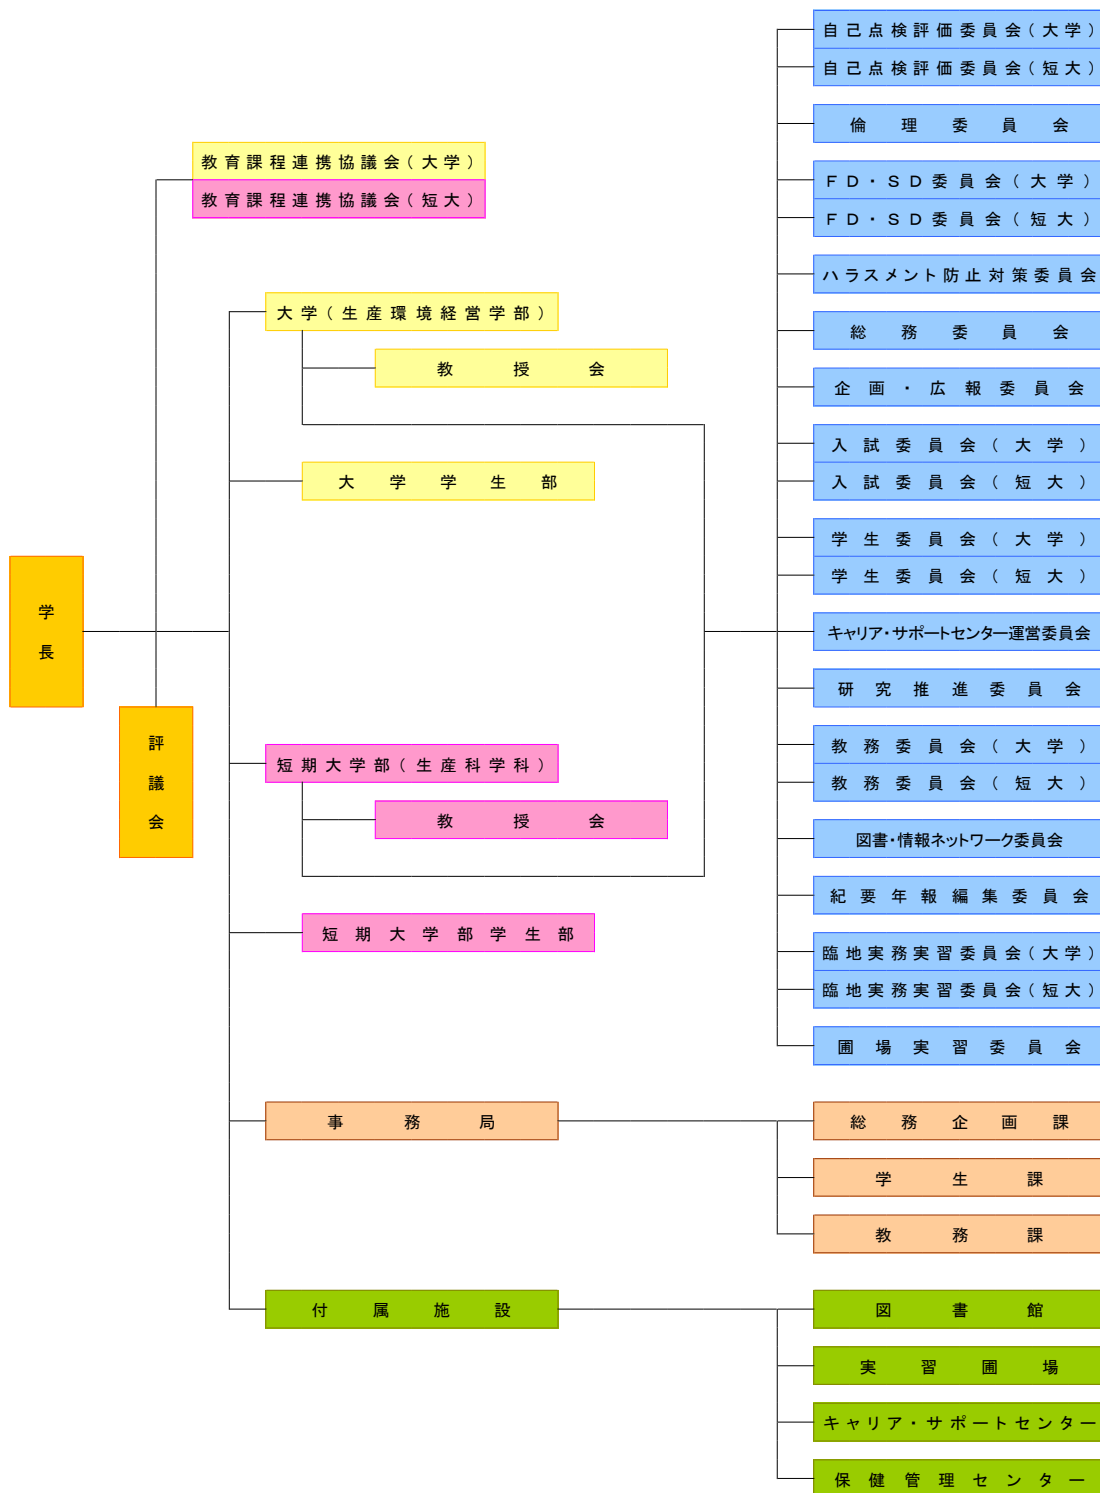 学長
評議会
教育課程連携協議会(大学)
教育課程連携協議会(短大)
大学(生産環境経営学部)
教授会
大学学生部
短期大学部(生産科学科)
教授会
短期大学部学生部
事務局
付属施設
自己点検評価委員会(大学)
自己点検評価委員会(短大)
倫理委員会
FD・SD委員会(大学)
FD・SD委員会(短大)
ハラスメント防止対策委員会
総務委員会
企画・広報委員会
入試委員会(大学)
入試委員会(短大)
学生委員会(大学)
学生委員会(短大)
キャリア・サポートセンター運営委員会
研究推進委員会
教務委員会(大学)
教務委員会(短大)
図書・情報ネットワーク委員会
紀要年報編集委員会
臨地実務実習委員会(大学)
臨地実務実習委員会(短大)
圃場実習委員会
総務企画課
学生課
教務課
図書館
実習圃場
キャリア・サポートセンター
保健管理センター